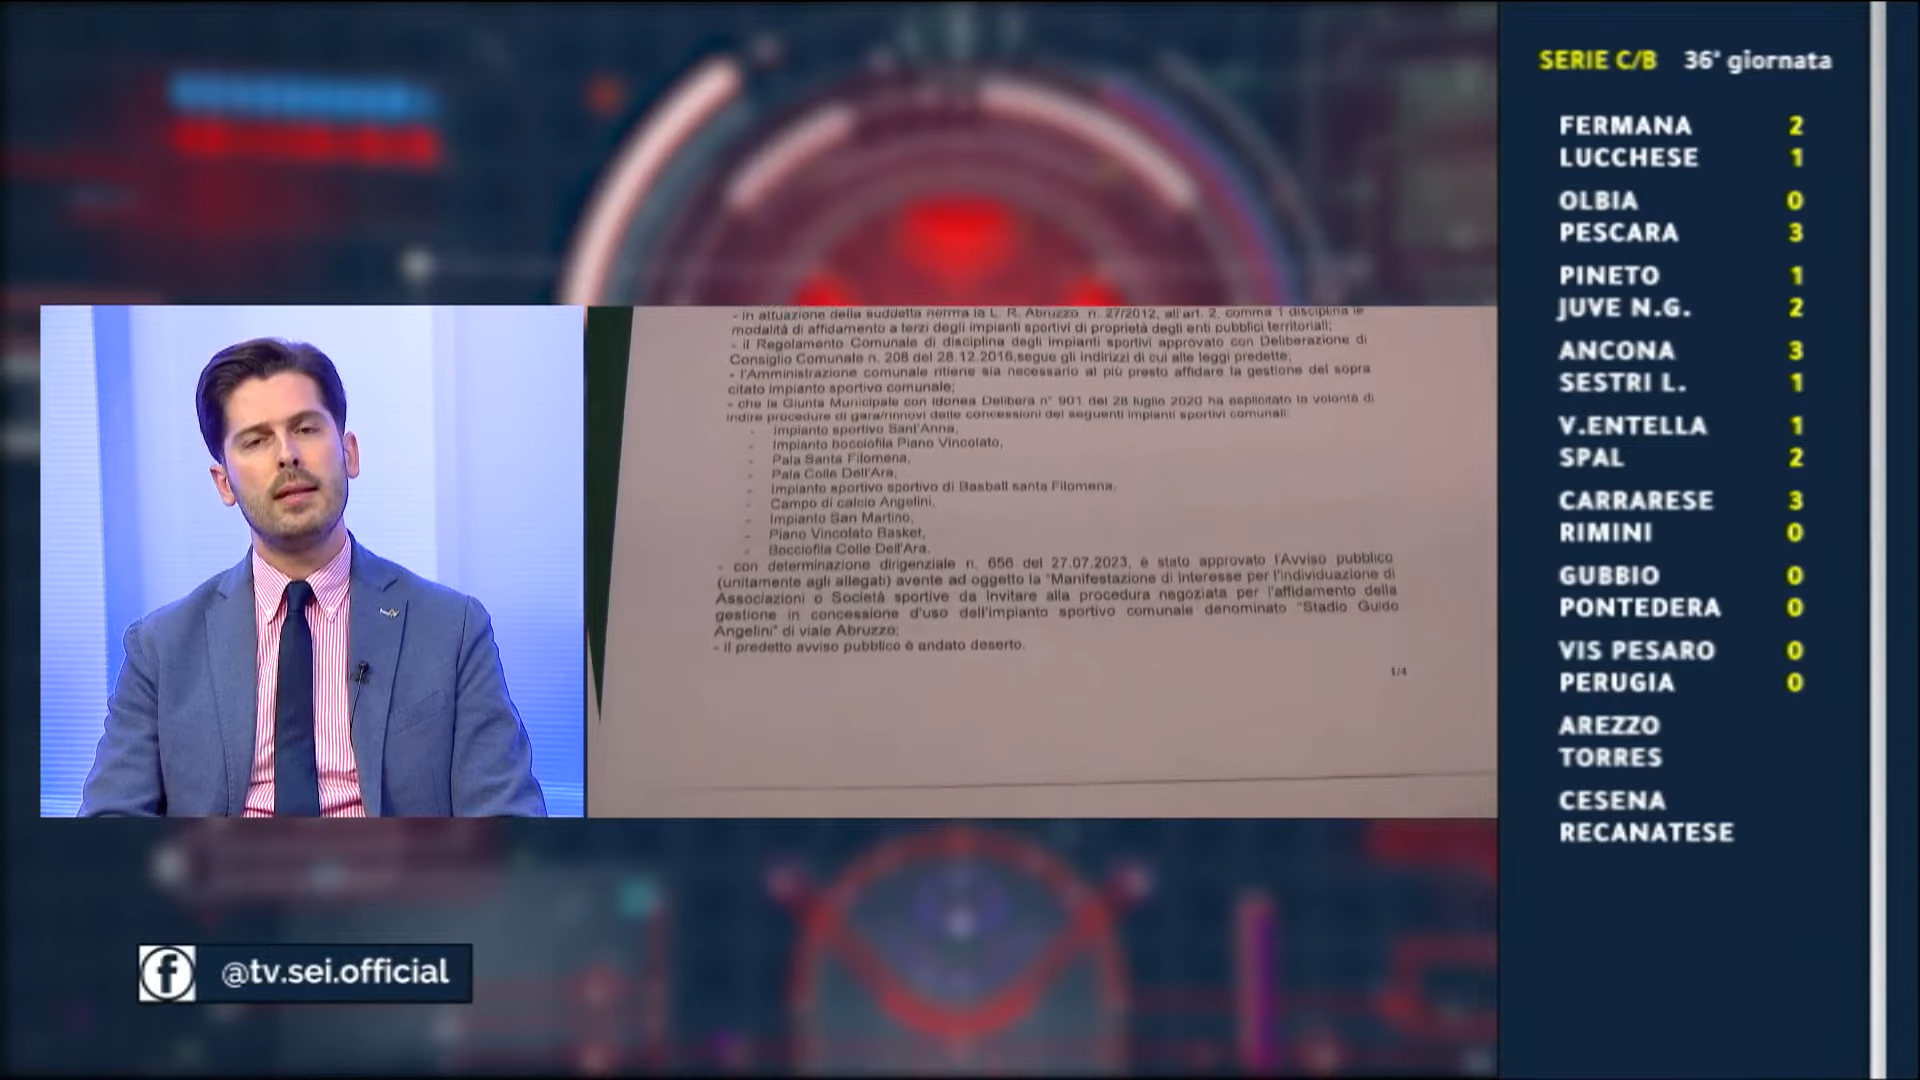 - in attuazione della suddetta norma la L. R. Abruzzo n. 27/2012, all'art. 2, comma 1 disciplina le
modalità di affidamento a terzi degli impianti sportivi di proprietà degli enti pubblici territoriali;
- il Regolamento Comunale di disciplina degli impianti sportivi approvato con Deliberazione di
Consiglio Comunale n. 208 del 28.12.2016,segue gli indirizzi di cui alle leggi predette;
- l'Amministrazione comunale ritiene sia necessario al più presto affidare la gestione del sopra
citato impianto sportivo comunale;
- che la Giunta Municipale con idonea Delibera n° 901 del 28 luglio 2020 ha esplicitato la volontà di
indire procedure di gara/rinnovi delle concessioni dei seguenti impianti sportivi comunali:
- Impianto sportivo Sant'Anna,
- Impianto bocciofila Piano Vincolato,
- Pala Santa Filomena,
- Pala Colle Dell'Ara,
- Impianto sportivo sportivo di Basball santa Filomena.
- Campo di calcio Angelini,
- Impianto San Martino,
- Piano Vincolato Basket,
- Bocciofila Colle Dell'Ara.
- con determinazione dirigenziale n. 656 del 27.07.2023, è stato approvato l'Avviso pubblico
(unitamente agli allegati) avente ad oggetto la "Manifestazione di interesse per l'individuazione di
Associazioni o Società sportive da invitare alla procedura negoziata per l'affidamento della
gestione in concessione d'uso dell'impianto sportivo comunale denominato "Stadio Guido
Angelini" di viale Abruzzo;
- il predetto avviso pubblico è andato deserto.
1/4
f @tv.sei.official
SERIE C/B 36ª giornata
FERMANA 2
LUCCHESE 1
OLBIA 0
PESCARA 3
PINETO 1
JUVE N.G. 2
ANCONA 3
SESTRI L. 1
V.ENTELLA 1
SPAL 2
CARRARESE 3
RIMINI 0
GUBBIO 0
PONTEDERA 0
VIS PESARO 0
PERUGIA 0
AREZZO
TORRES
CESENA
RECANATESE